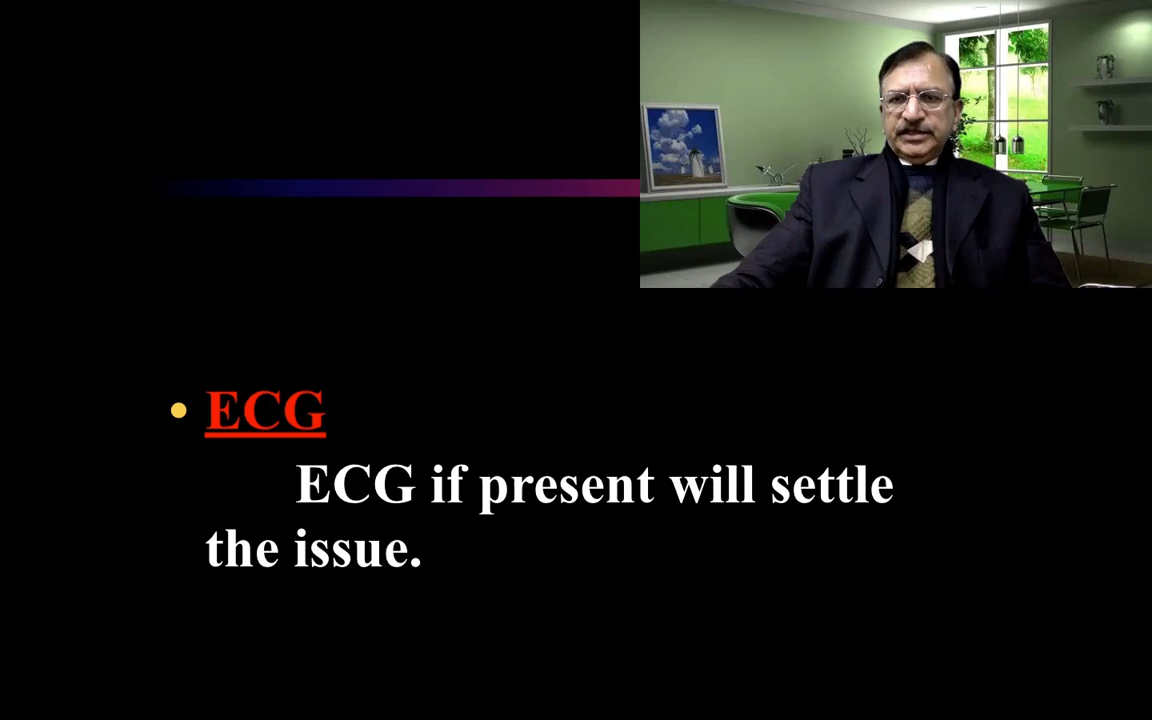 ECG
ECG if present will settle
the issue.